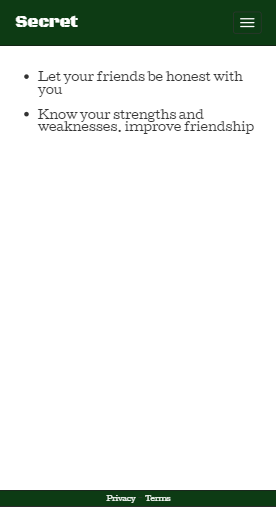 Secret
Let your friends be honest with
you
Know your strengths and
weaknesses, improve friendship
Privacy Terms